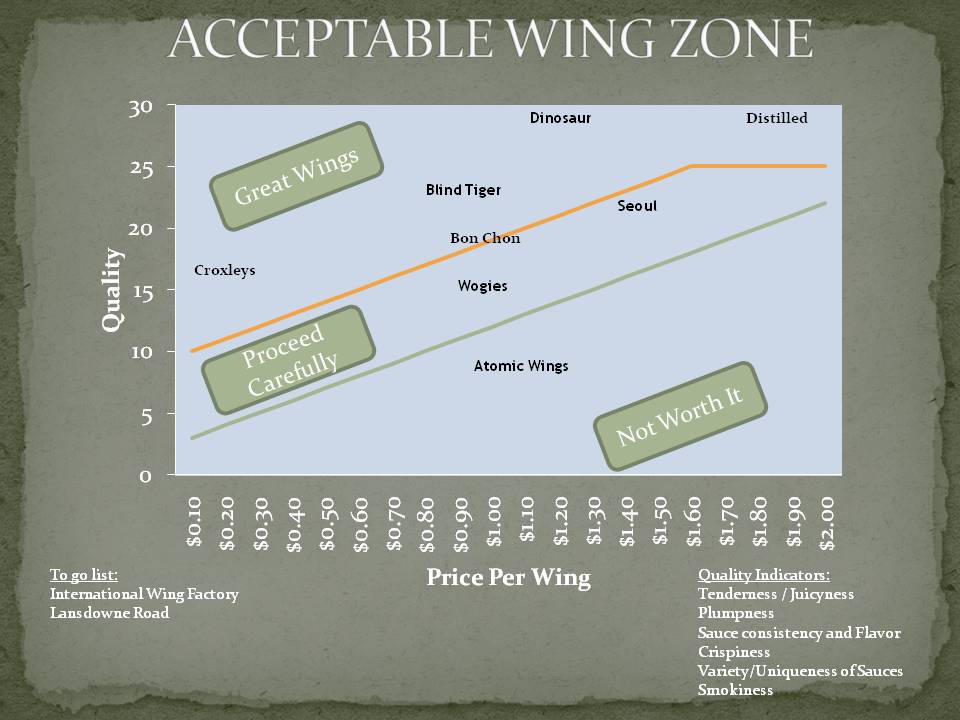 ACCEPTABLE WING ZONE
30
25
20
15
10
5
0
Quality
Dinosaur
Distilled
Great Wings
Blind Tiger
Seoul
Bon Chon
Croxleys
Wogies
Proceed
Carefully
Atomic Wings
Not Worth It
$0.10
$0.20
$0.30
$0.40
$0.50
$0.60
$0.70
$0.80
$0.90
$1.00
$1.10
$1.20
$1.30
$1.40
$1.50
$1.60
$1.70
$1.80
$1.90
$2.00
Price Per Wing
To go list:
International Wing Factory
Lansdowne Road
Quality Indicators:
Tenderness / Juicyness
Plumpness
Sauce consistency and Flavor
Crispiness
Variety/Uniqueness of Sauces
Smokiness